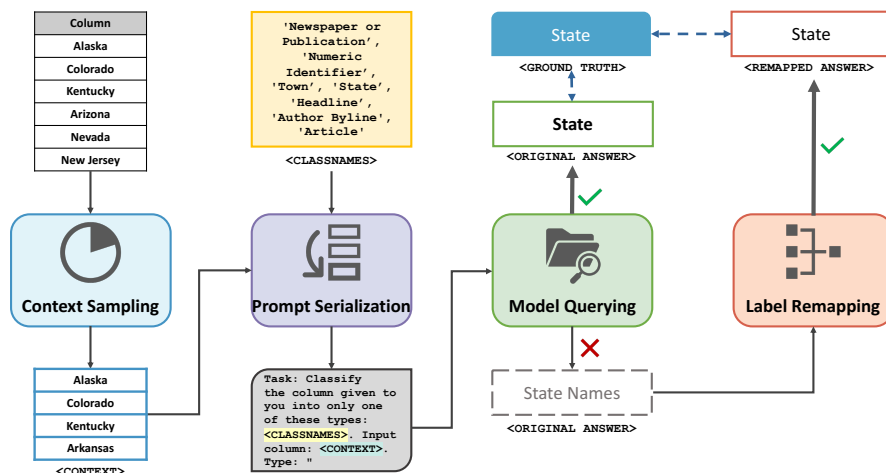 Column
Alaska
Colorado
Kentucky
Arizona
Nevada
New Jersey
'Newspaper or
Publication’,
'Numeric
Identifier’,
'Town’, 'State’,
'Headline’,
'Author Byline',
'Article'
<CLASSNAMES>
State
<GROUND TRUTH>
State
<ORIGINAL ANSWER>
State
<REMAPPED ANSWER>
Context Sampling
Prompt Serialization
Model Querying
Label Remapping
Alaska
Colorado
Kentucky
Arkansas
<CONTEXT>
Task: Classify
the column given to
you into only one
of these types:
<CLASSNAMES>. Input
column: <CONTEXT>.
Type: "
State Names
<ORIGINAL ANSWER>